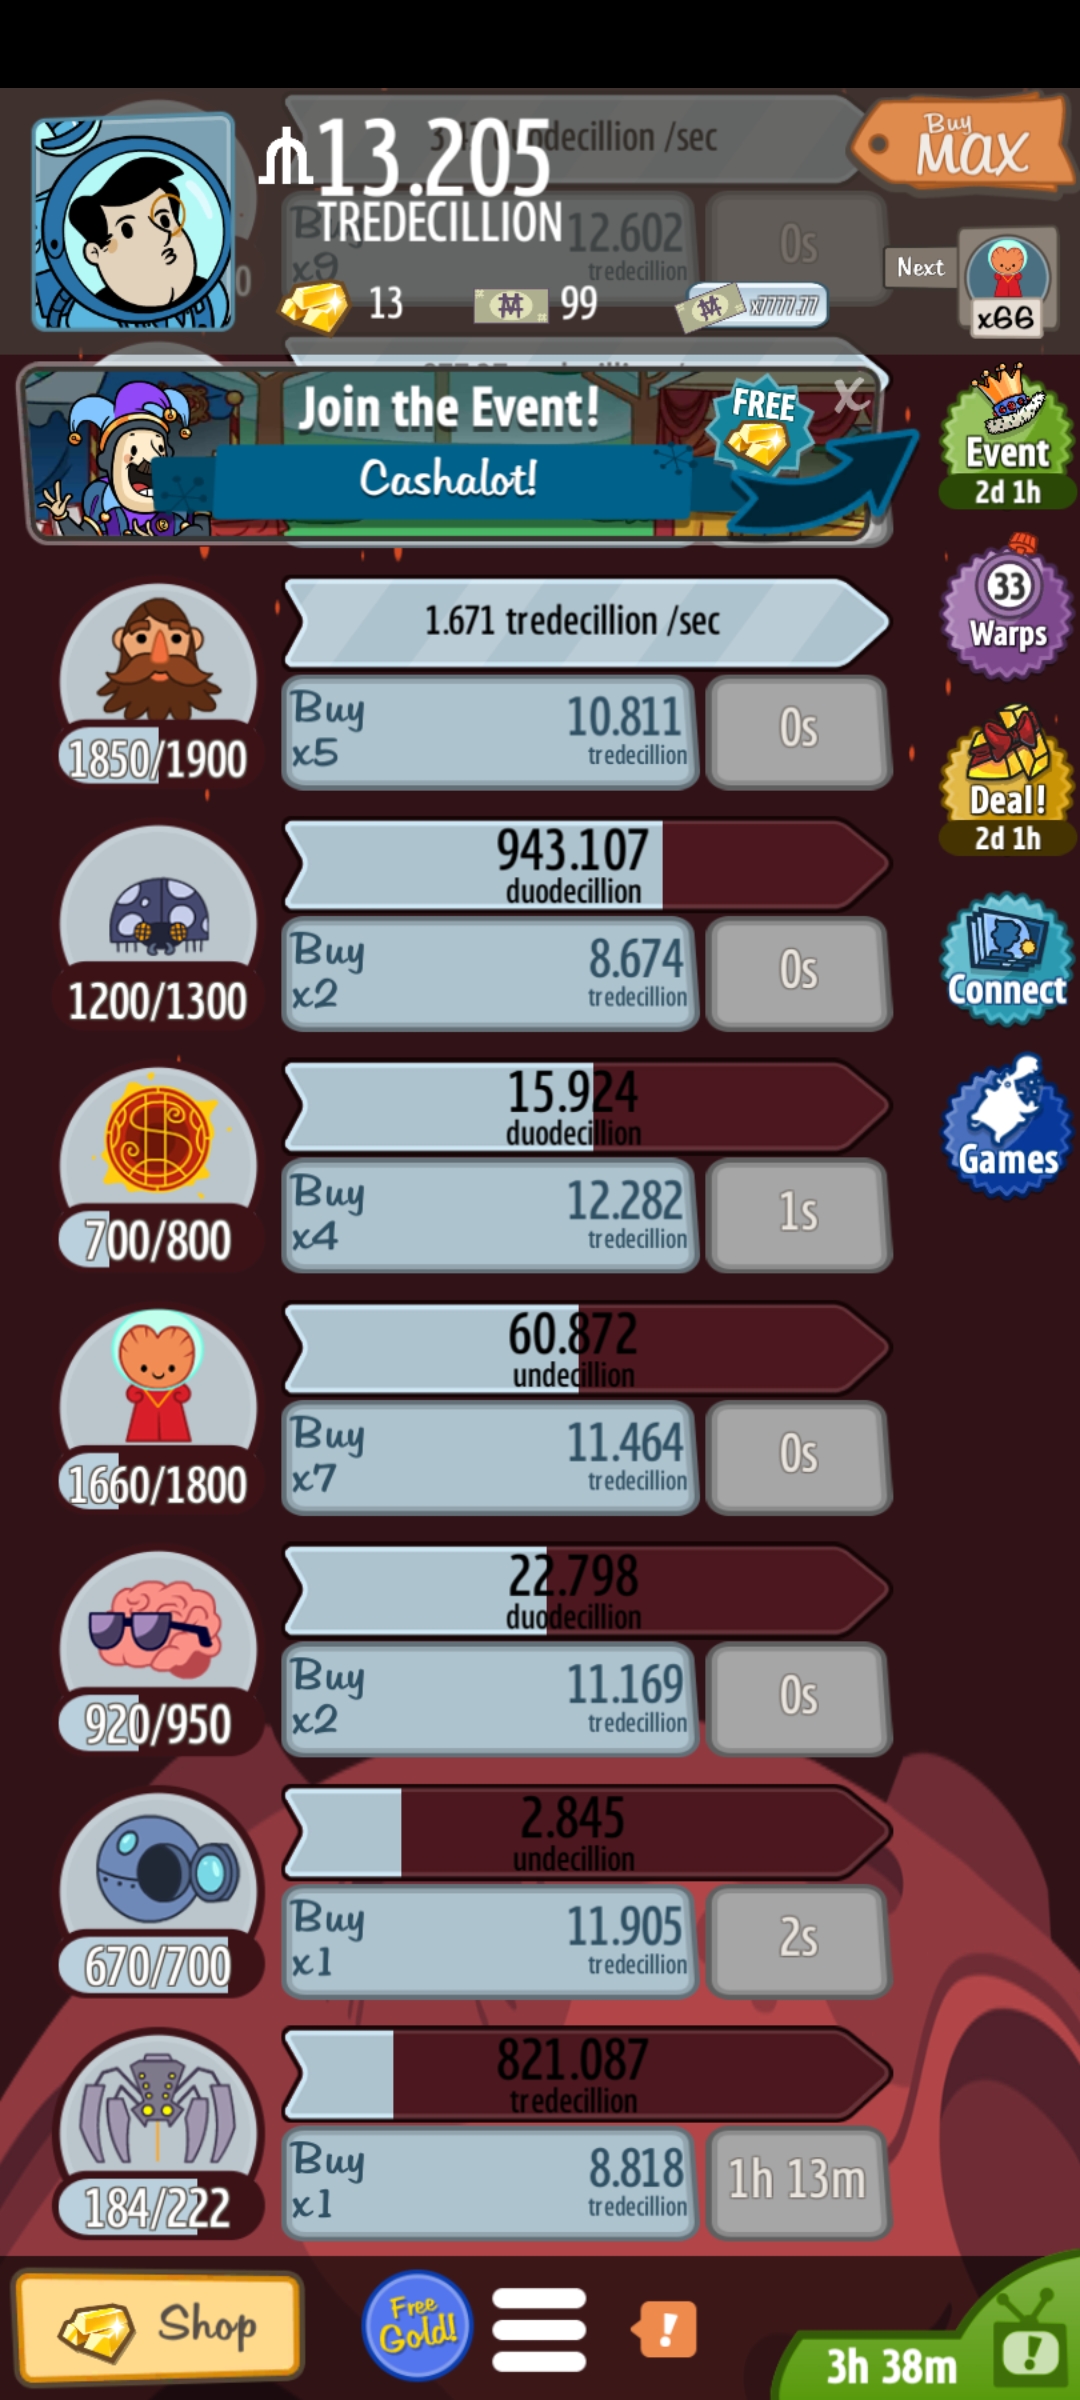 undecillion /sec
Buy
MAX
13.205
TREDECILLION
12.602
x9
tredecillion
0s
Next
13
99
x7777.77
x66
Join the Event!
FREE
X
Cashalot!
Event
2d 1h
1.671 tredecillion /sec
33
Warps
Buy
10.811
x5
tredecillion
0s
1850/1900
Deal!
2d 1h
943.107
duodecillion
Buy
8.674
x2
tredecillion
0s
1200/1300
Connect
15.924
duodecillion
Buy
12.282
x4
tredecillion
1s
700/800
Games
60.872
undecillion
Buy
11.464
x7
tredecillion
0s
1660/1800
22.798
duodecillion
Buy
11.169
x2
tredecillion
0s
920/950
2.845
undecillion
Buy
11.905
x1
tredecillion
2s
670/700
821.087
tredecillion
Buy
8.818
x1
tredecillion
1h 13m
184/222
Shop
Free
Gold!
!
3h 38m
!